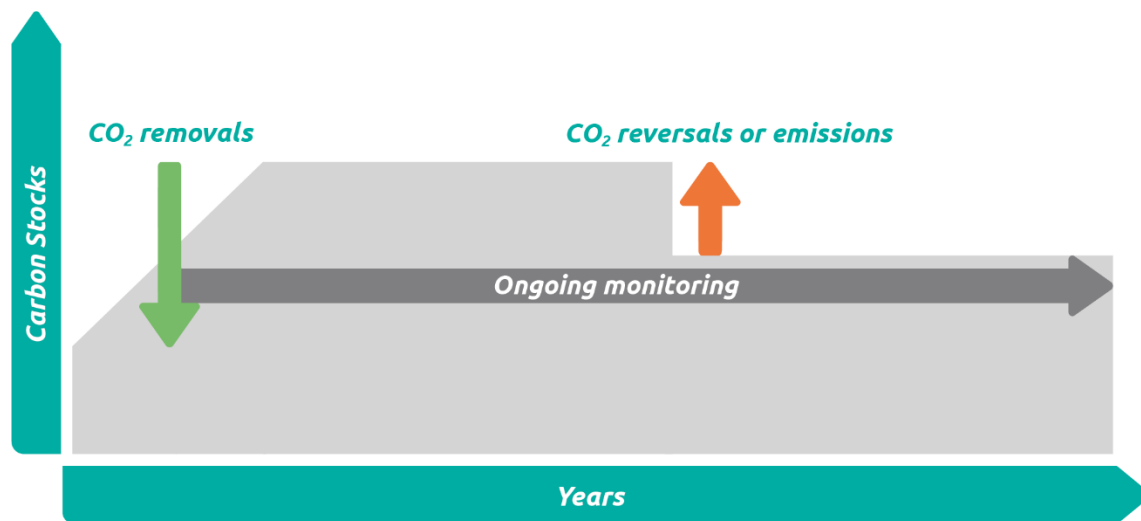 CO₂ removals
CO₂ reversals or emissions
Carbon Stocks
Ongoing monitoring
Years